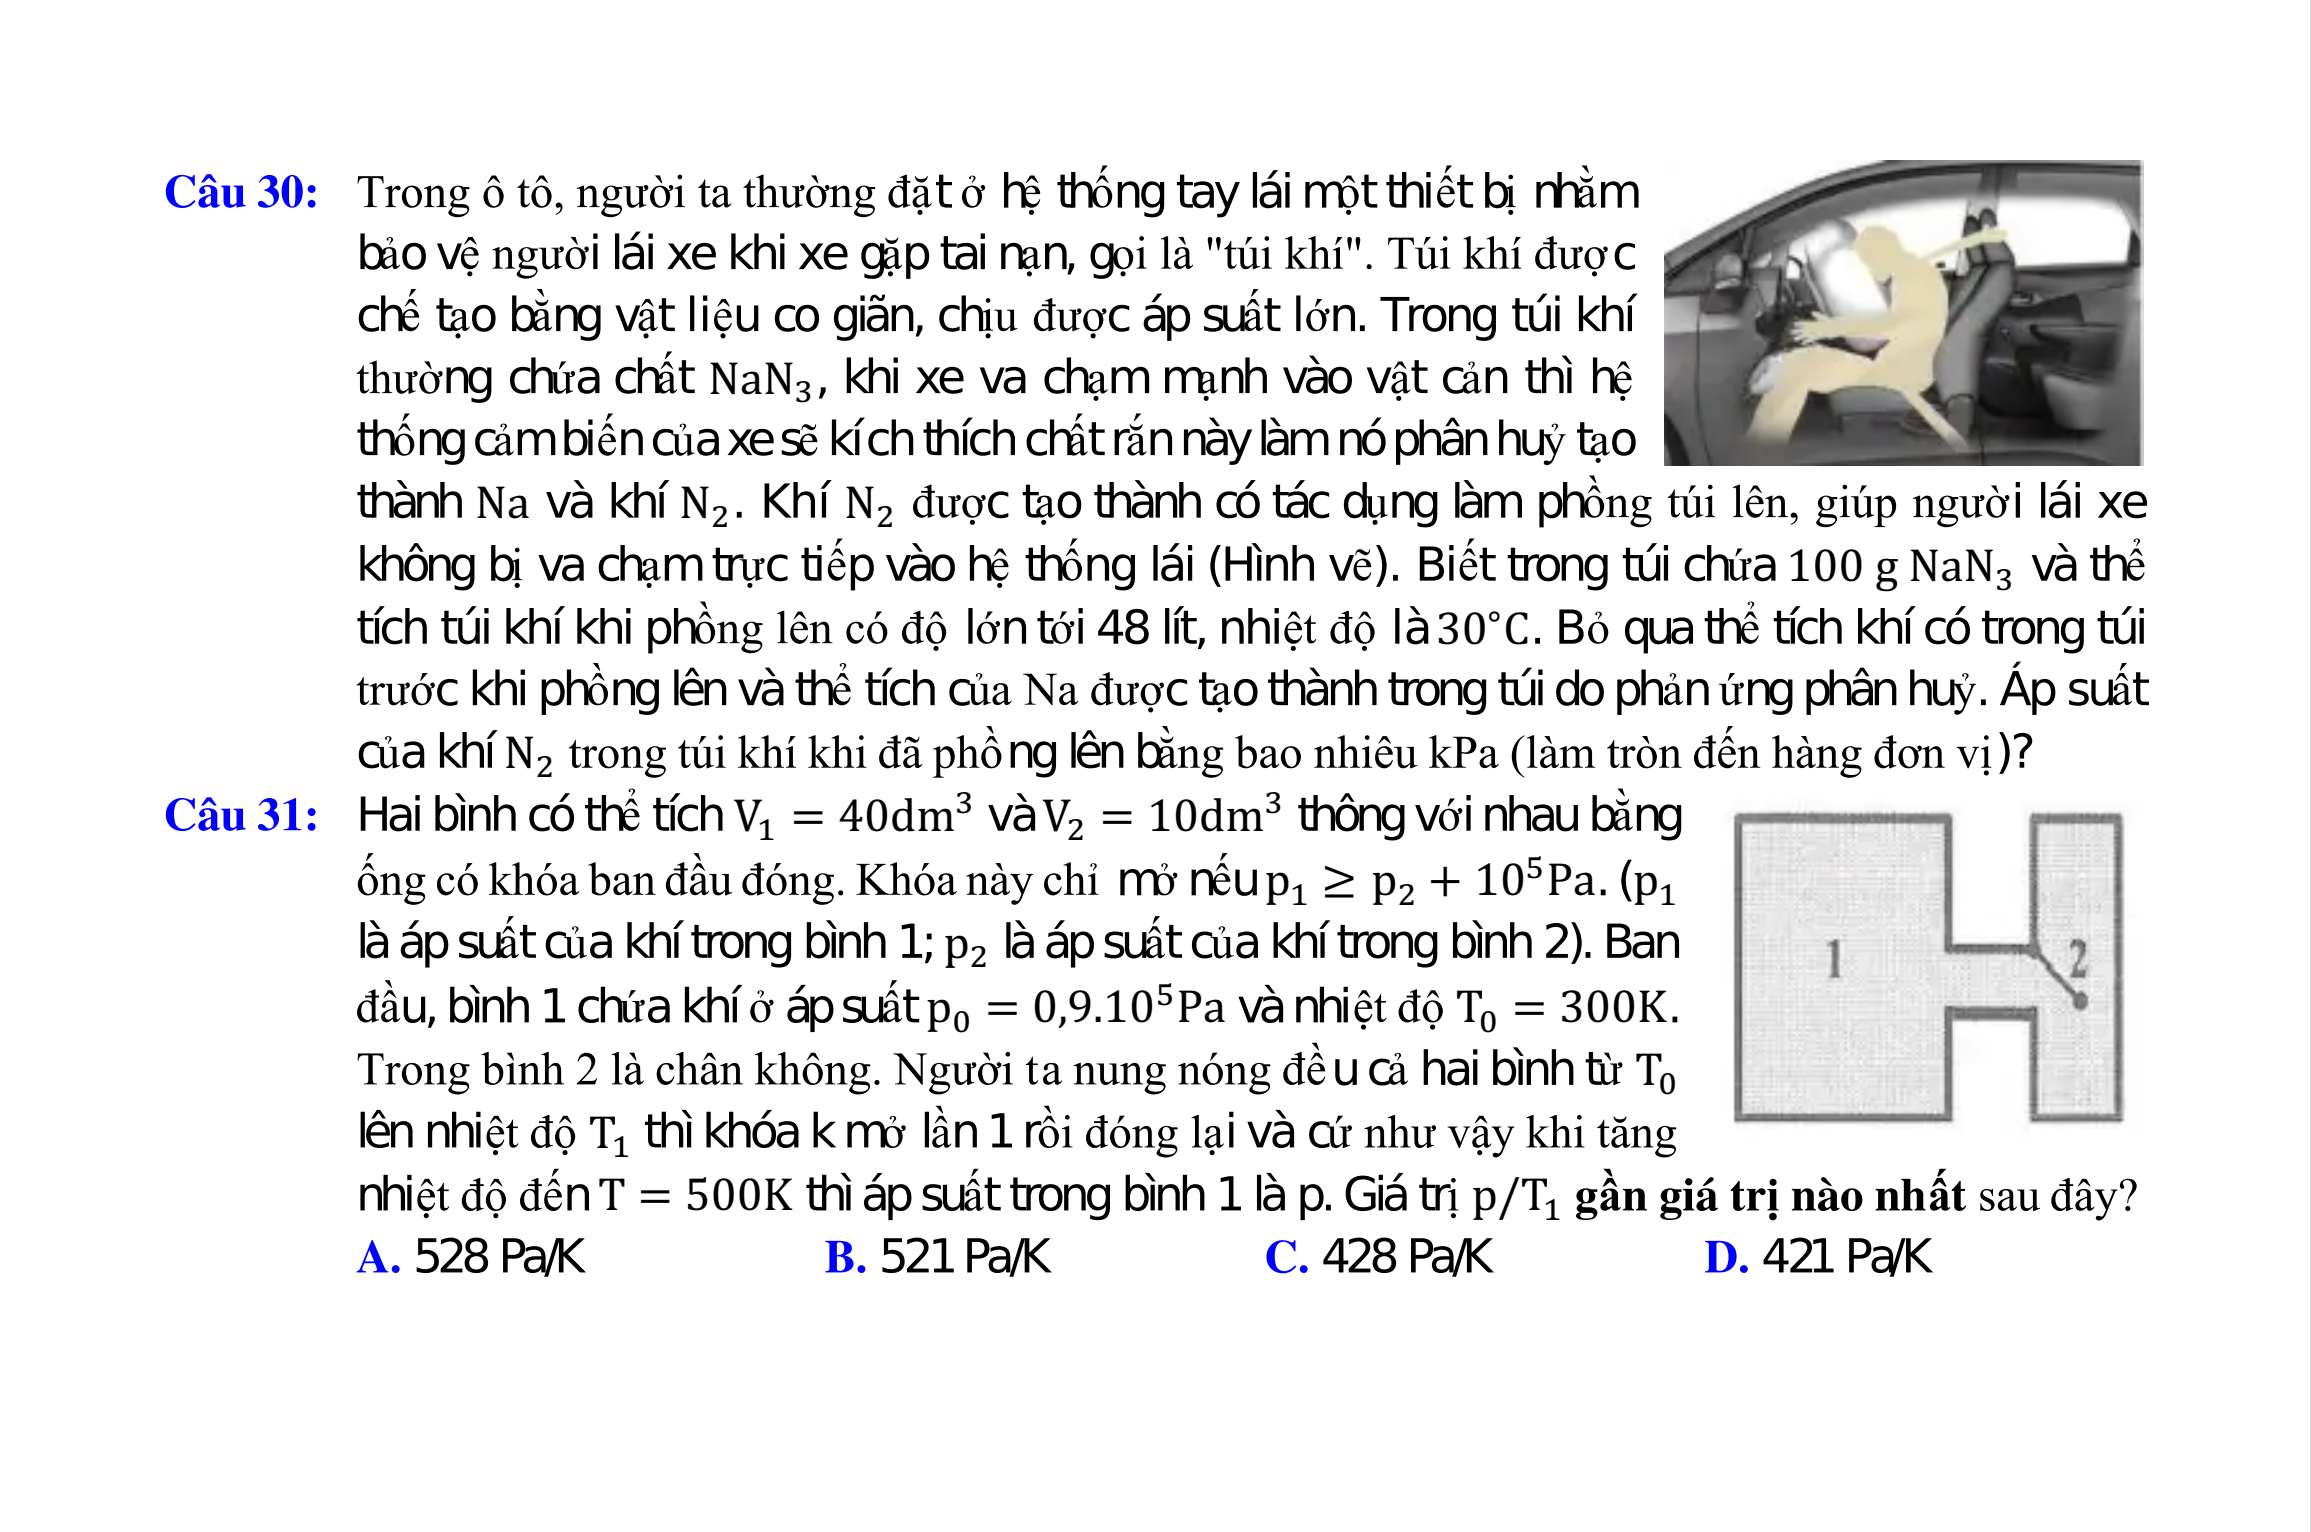 Câu 30: Trong ô tô, người ta thường đặt ở hệ thống tay lái một thiết bị nhằm
bảo vệ người lái xe khi xe gặp tai nạn, gọi là "túi khí". Túi khí được
chế tạo bằng vật liệu co giãn, chịu được áp suất lớn. Trong túi khí
thường chứa chất NaN₃, khi xe va chạm mạnh vào vật cản thì hệ
thống cảm biến của xe sẽ kích thích chất rắn này làm nó phân huỷ tạo
thành Na và khí N₂. Khí N₂ được tạo thành có tác dụng làm phồng túi lên, giúp người lái xe
không bị va chạm trực tiếp vào hệ thống lái (Hình vẽ). Biết trong túi chứa 100 g NaN₃ và thể
tích túi khí khi phồng lên có độ lớn tới 48 lít, nhiệt độ là 30°C. Bỏ qua thể tích khí có trong túi
trước khi phồng lên và thể tích của Na được tạo thành trong túi do phản ứng phân huỷ. Áp suất
của khí N₂ trong túi khí khi đã phồng lên bằng bao nhiêu kPa (làm tròn đến hàng đơn vị)?
Câu 31: Hai bình có thể tích V₁ = 40dm³ và V₂ = 10dm³ thông với nhau bằng
ống có khóa ban đầu đóng. Khóa này chỉ mở nếu p₁ ≥ p₂ + 10⁵Pa. (p₁
là áp suất của khí trong bình 1; p₂ là áp suất của khí trong bình 2). Ban
đầu, bình 1 chứa khí ở áp suất p₀ = 0,9.10⁵Pa và nhiệt độ T₀ = 300K.
Trong bình 2 là chân không. Người ta nung nóng đều cả hai bình từ T₀
lên nhiệt độ T₁ thì khóa k mở lần 1 rồi đóng lại và cứ như vậy khi tăng
nhiệt độ đến T = 500K thì áp suất trong bình 1 là p. Giá trị p/T₁ gần giá trị nào nhất sau đây?
A. 528 Pa/K B. 521 Pa/K C. 428 Pa/K D. 421 Pa/K
1
2